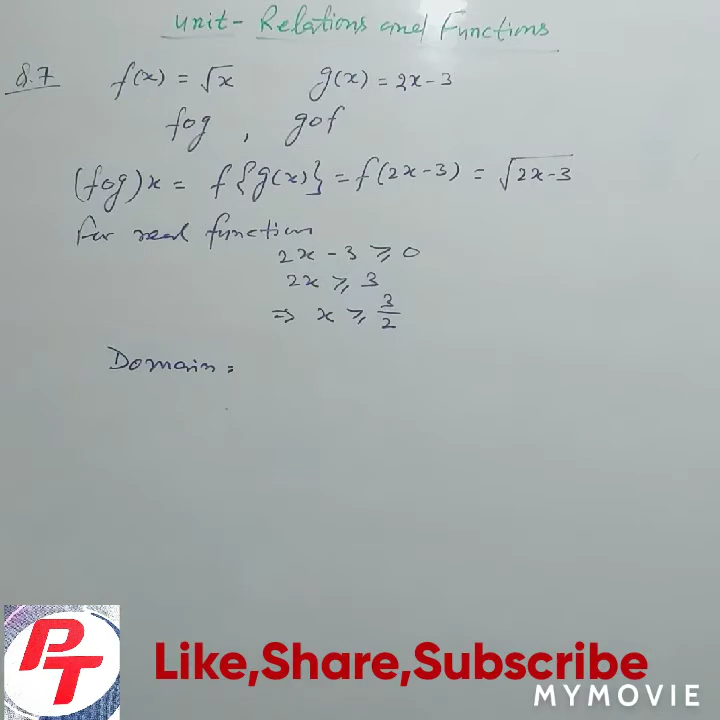 Unit - Relations and Functions
Q.7 f(x) = √x g(x) = 2x-3
fog , gof
(fog)x = f{g(x)} = f(2x-3) = √(2x-3)
For real function
2x - 3 ≥ 0
2x ≥ 3
⇒ x ≥ 3/2
Domain =
PT
Like,Share,Subscribe
MYMOVIE